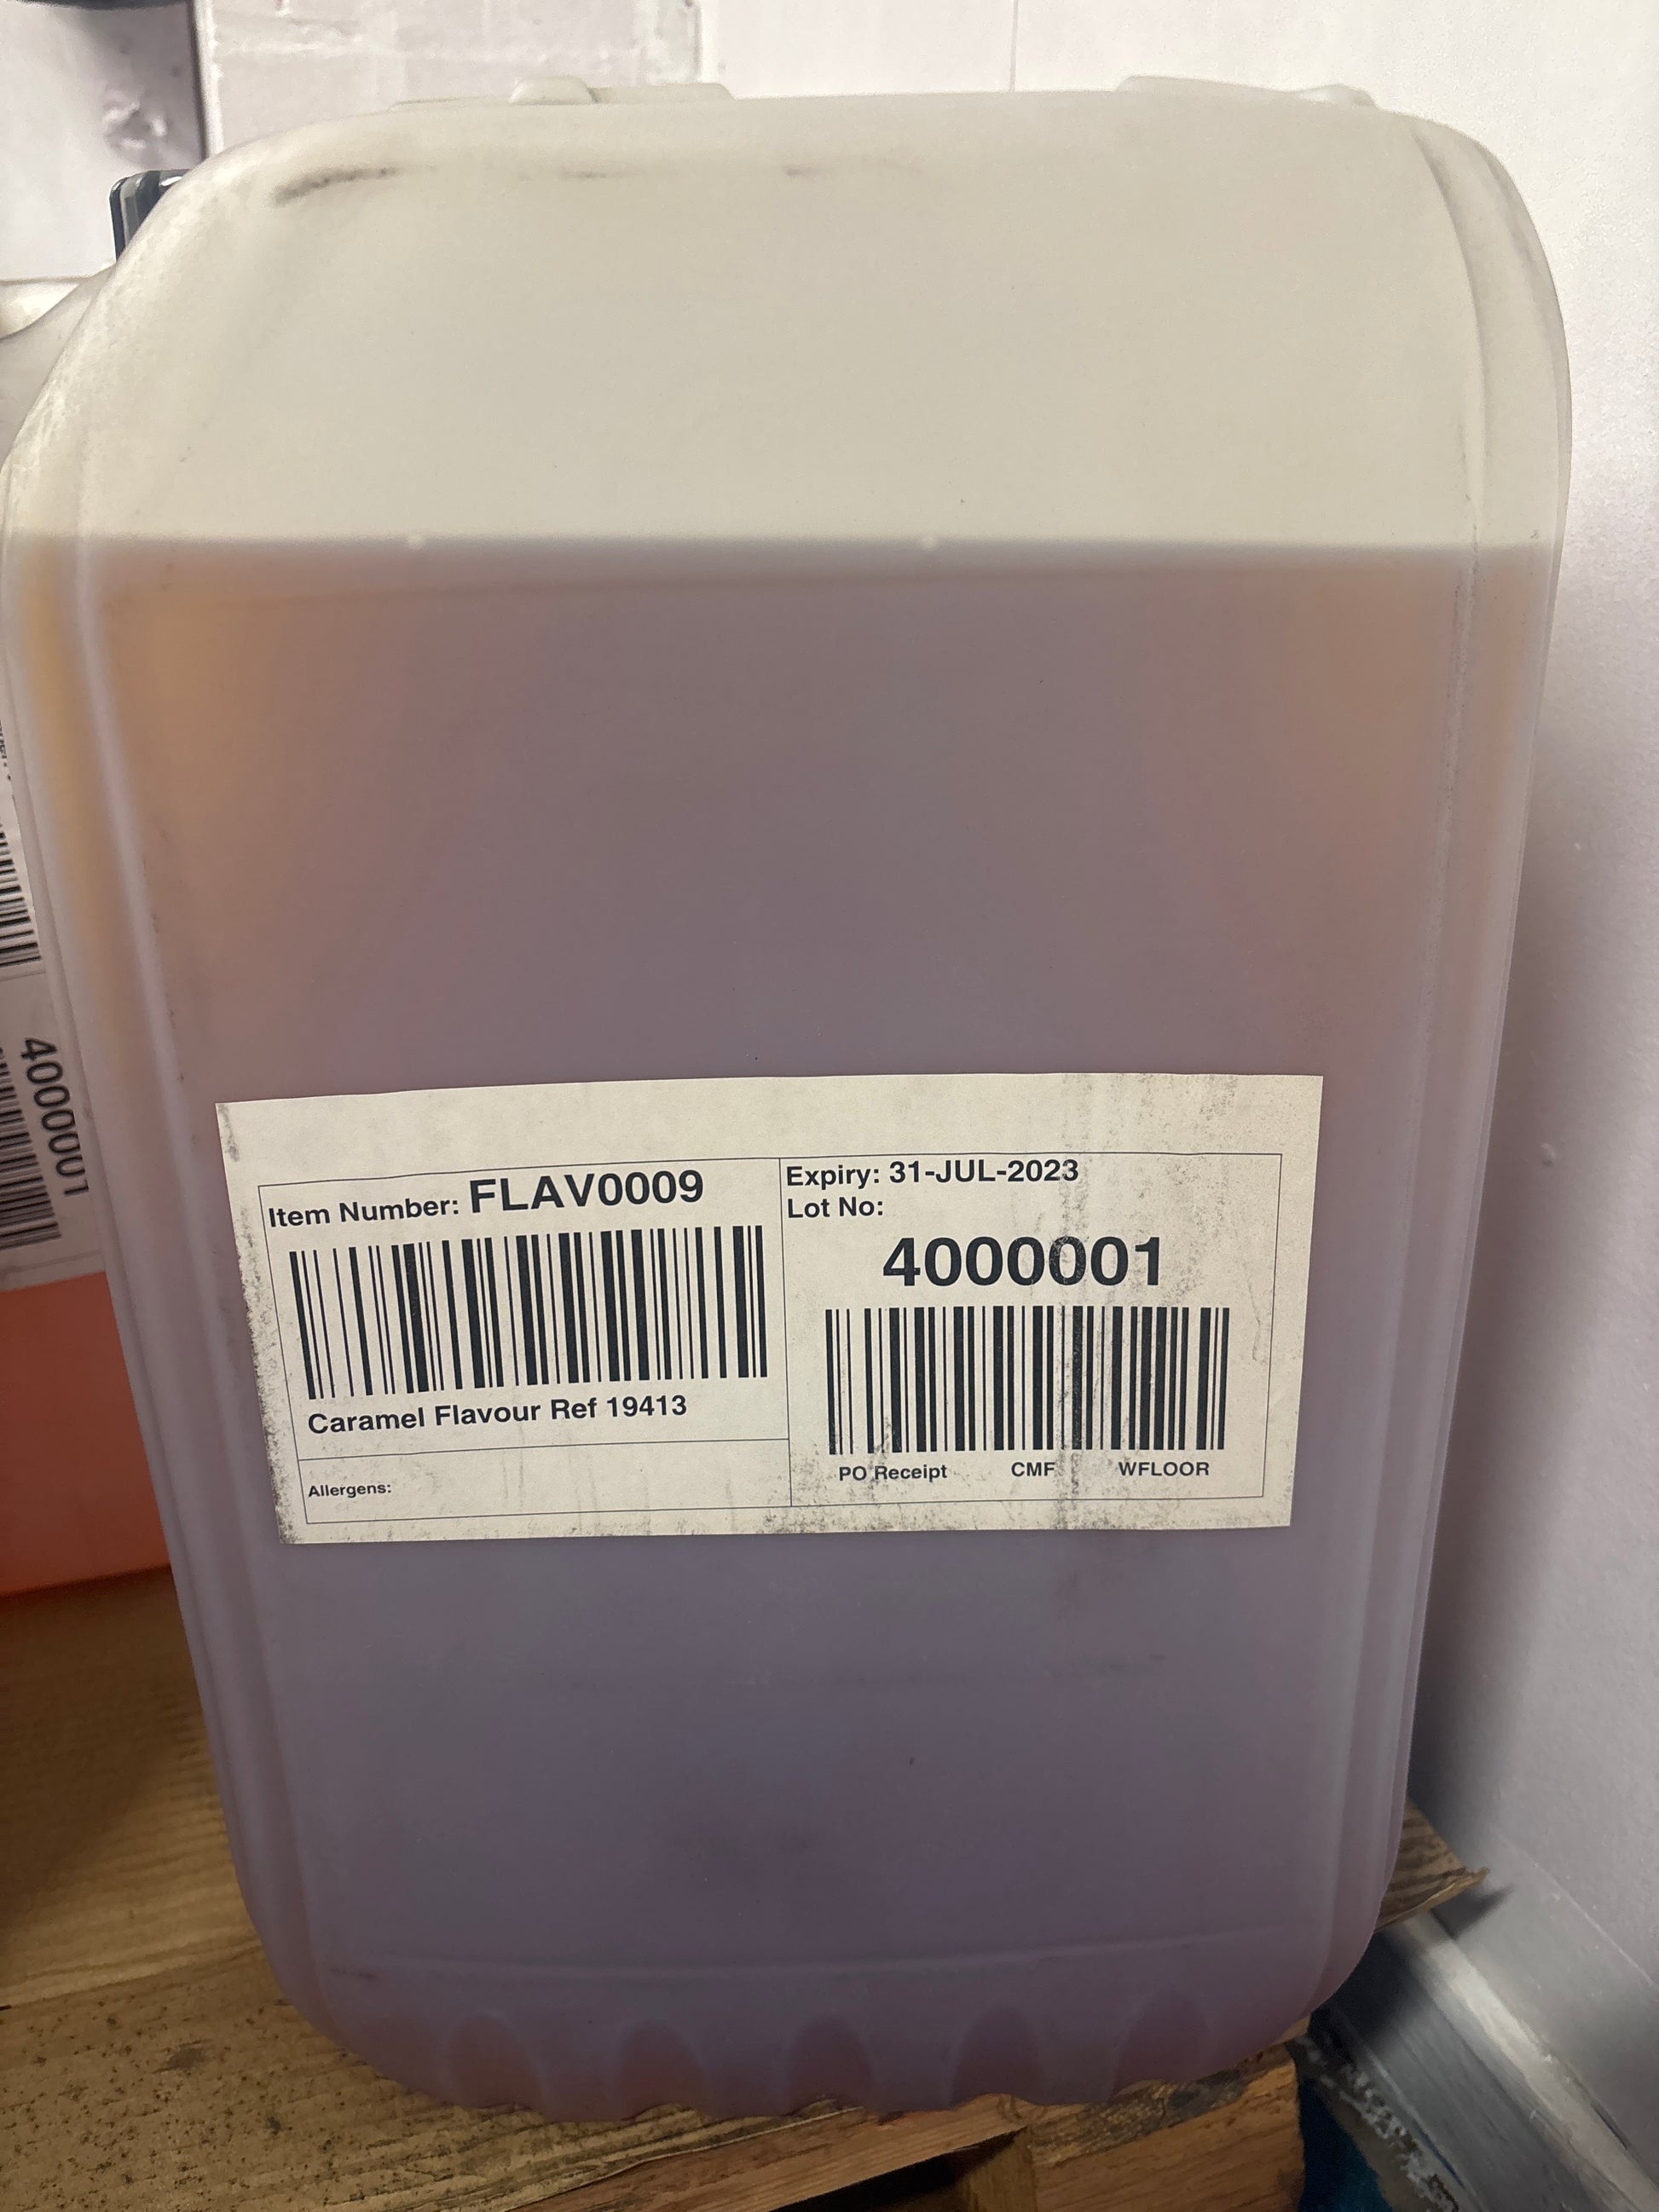 Item Number: FLAV0009
Caramel Flavour Ref 19413
Allergens:
Expiry: 31-JUL-2023
Lot No:
4000001
PO Receipt CMF WFLOOR
4000001